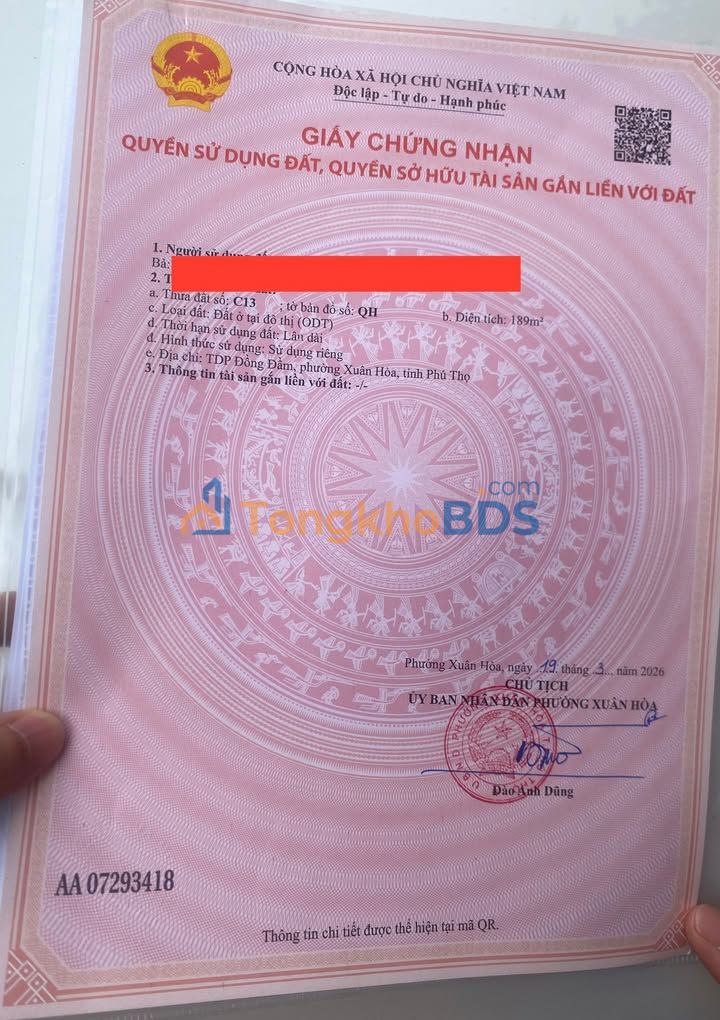 CỘNG HÒA XÃ HỘI CHỦ NGHĨA VIỆT NAM
Độc lập - Tự do - Hạnh phúc
GIẤY CHỨNG NHẬN
QUYỀN SỬ DỤNG ĐẤT, QUYỀN SỞ HỮU TÀI SẢN GẮN LIỀN VỚI ĐẤT
1. Người sử dụng đất
Bà:
2. T
a. Thửa đất số: C13 ; tờ bản đồ số: QH b. Diện tích: 189m²
c. Loại đất: Đất ở tại đô thị (ODT)
d. Thời hạn sử dụng đất: Lâu dài
đ. Hình thức sử dụng: Sử dụng riêng
e. Địa chỉ: TDP Đồng Đầm, phường Xuân Hòa, tỉnh Phú Thọ
3. Thông tin tài sản gắn liền với đất: -/-
TongkhoBDS.com
Phường Xuân Hòa, ngày 19 tháng 3 năm 2026
CHỦ TỊCH
ỦY BAN NHÂN DÂN PHƯỜNG XUÂN HÒA
Đào Anh Dũng
AA 07293418
Thông tin chi tiết được thể hiện tại mã QR.